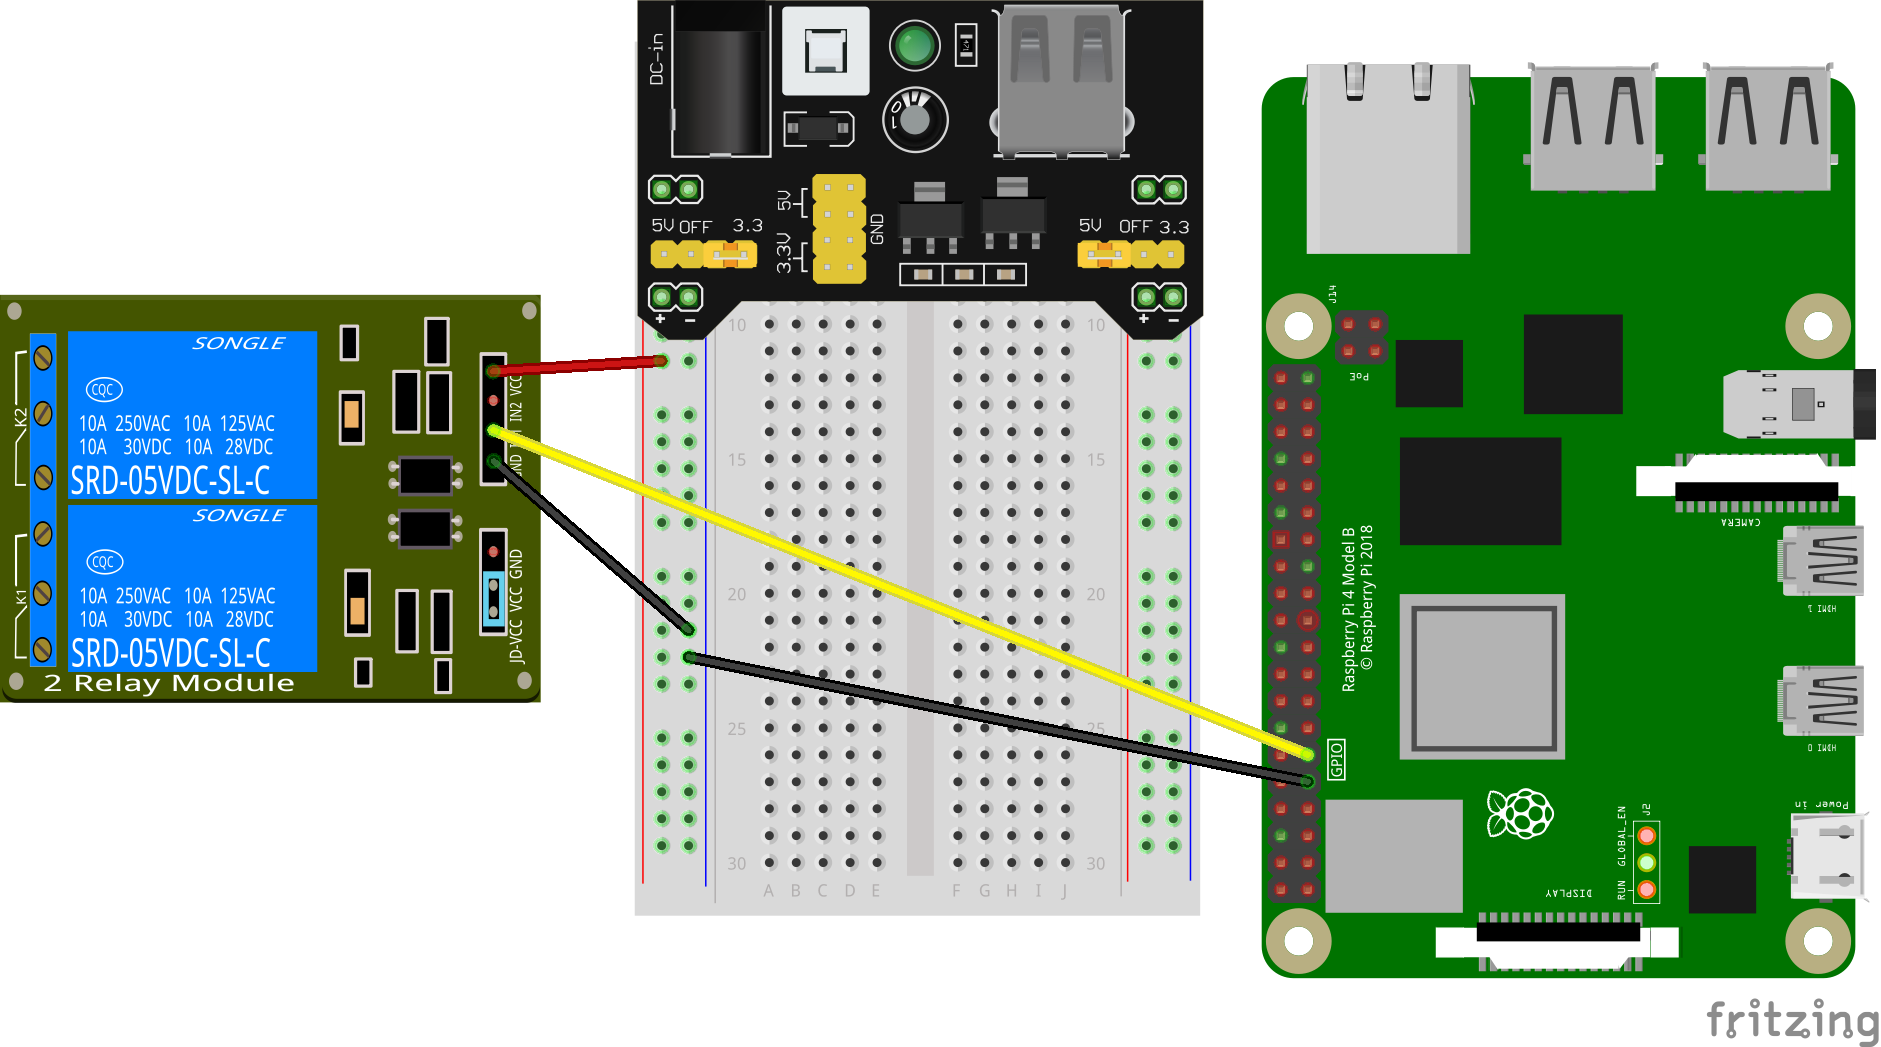 DC-in
5V
OFF
3.3
5V
3.3V
GND
5V
OFF
3.3
+
−
+
−
01
10
10
15
15
20
20
25
25
30
30
A B C D E F G H I J
SONGLE
CQC
10A 250VAC 10A 125VAC
10A 30VDC 10A 28VDC
SRD-05VDC-SL-C
SONGLE
CQC
10A 250VAC 10A 125VAC
10A 30VDC 10A 28VDC
SRD-05VDC-SL-C
2 Relay Module
K2
K1
VCC
IN2
JD-VCC VCC GND
J14
PoE
Raspberry Pi 4 Model B
© Raspberry Pi 2018
GPIO
CAMERA
HDMI 1
HDMI 0
Power in
J2
RUN GLOBAL_EN
DISPLAY
fritzing